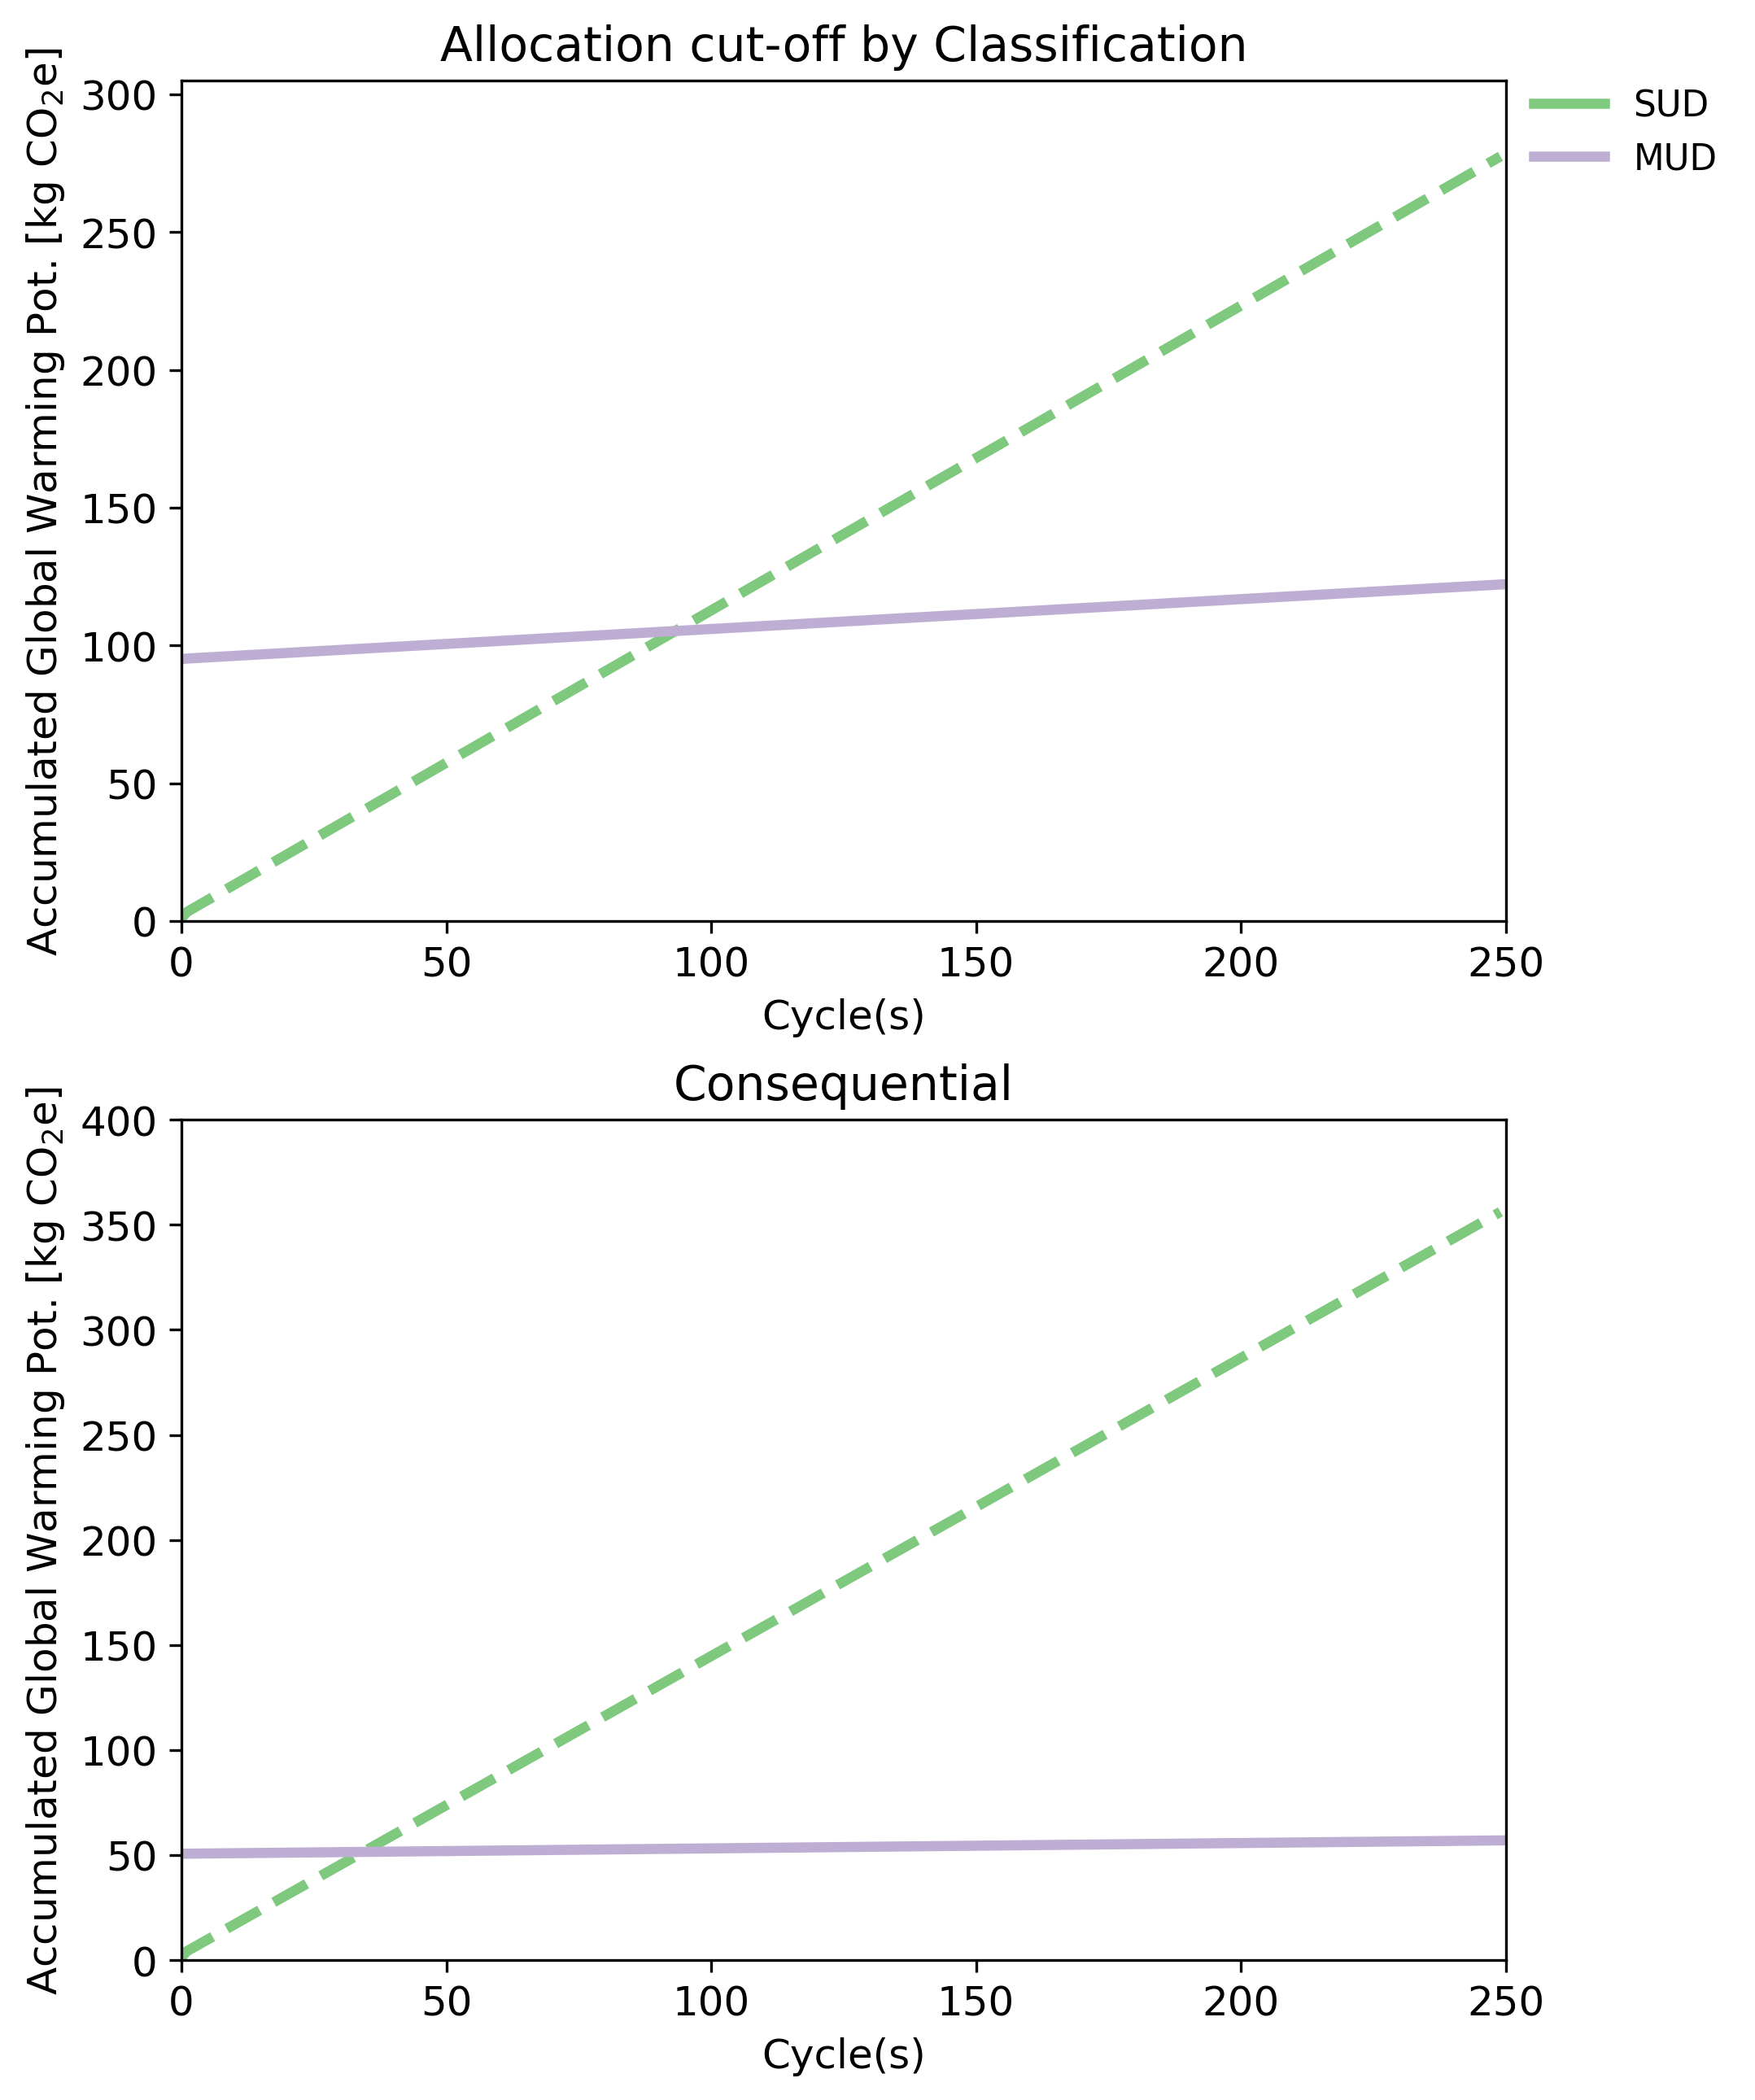 Allocation cut-off by Classification
Accumulated Global Warming Pot. [kg CO₂e]
300
250
200
150
100
50
0
0 50 100 150 200 250
Cycle(s)
SUD
MUD
Consequential
Accumulated Global Warming Pot. [kg CO₂e]
400
350
300
250
200
150
100
50
0
0 50 100 150 200 250
Cycle(s)